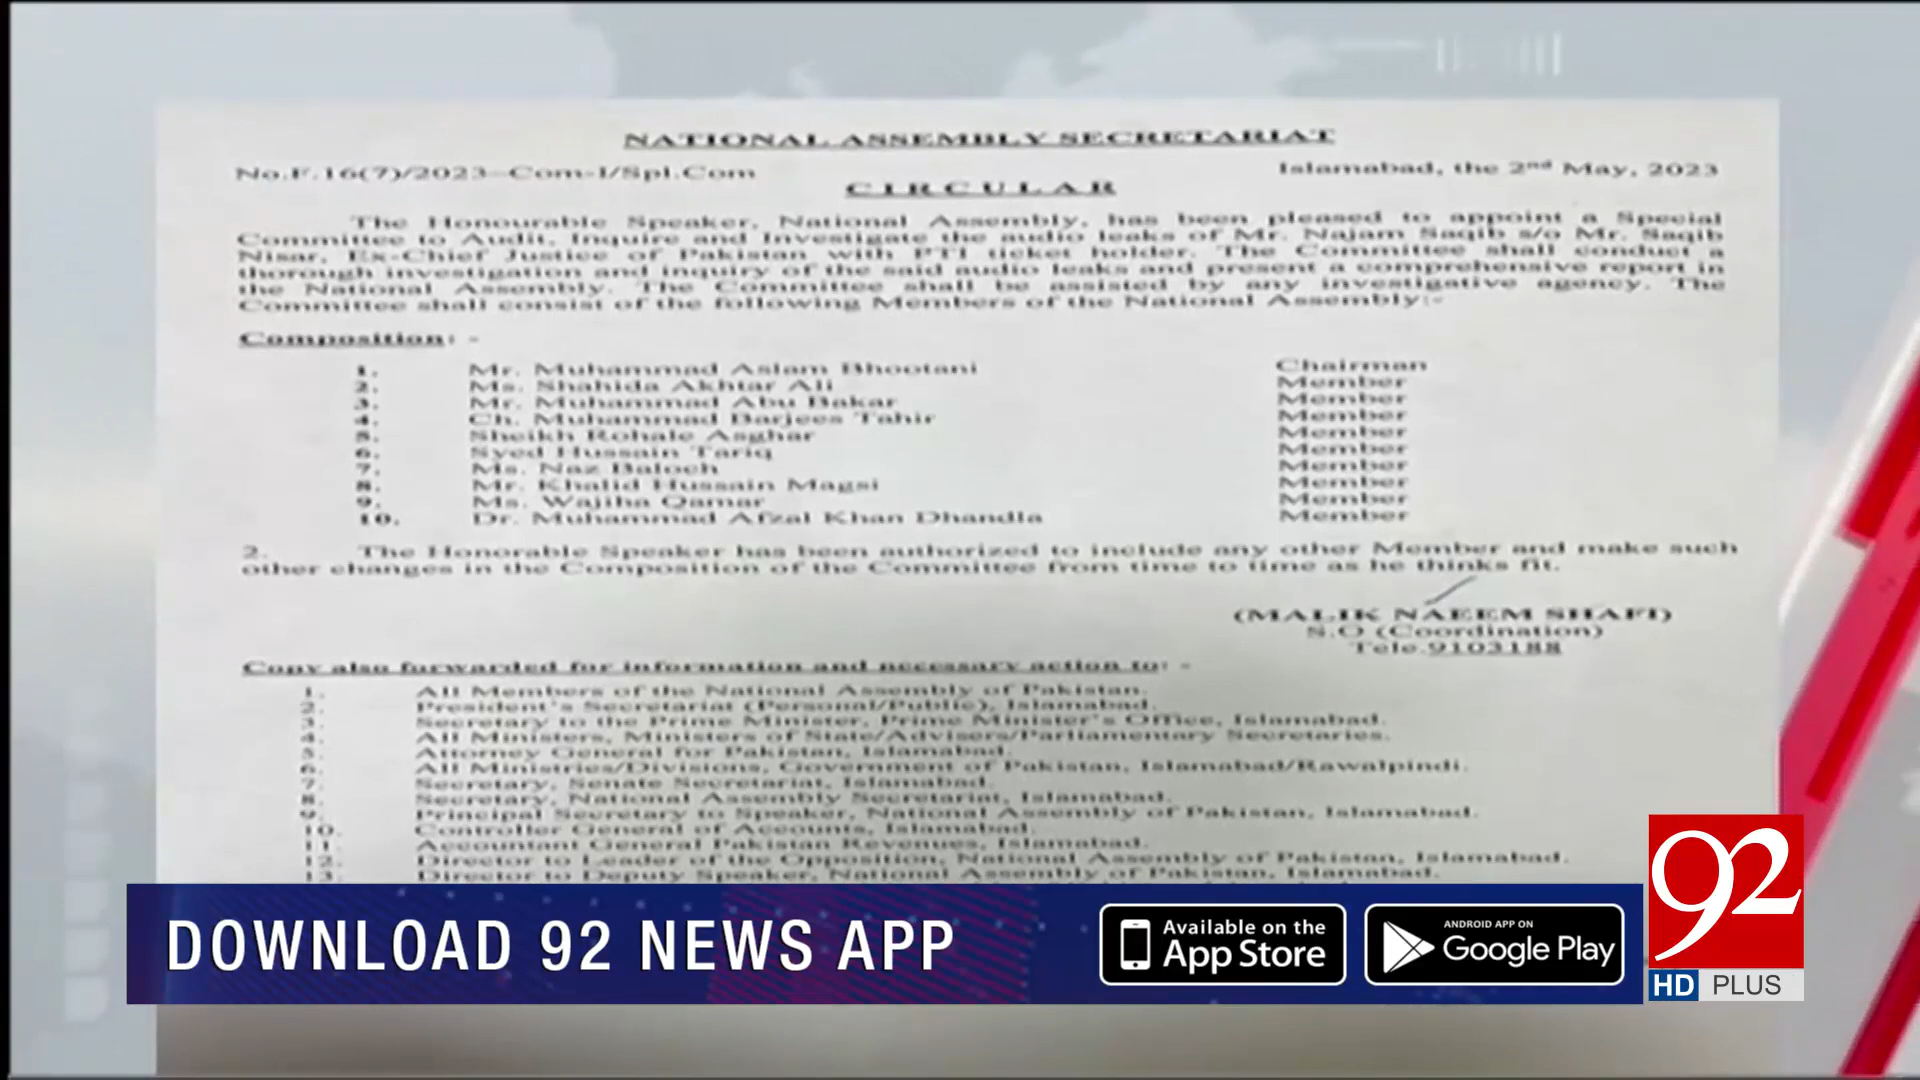 NATIONAL ASSEMBLY SECRETARIAT
No.F.16(7)/2023-Com-I/Spl.Com
Islamabad, the 2nd May, 2023
CIRCULAR
The Honourable Speaker, National Assembly, has been pleased to appoint a Special
Committee to Audit, Inquire and Investigate the audio leaks of Mr. Najam Saqib s/o Mr. Saqib
Nisar, Ex-Chief Justice of Pakistan with PTI ticket holder. The Committee shall conduct a
thorough investigation and inquiry of the said audio leaks and present a comprehensive report in
the National Assembly. The Committee shall be assisted by any investigative agency. The
Committee shall consist of the following Members of the National Assembly:-
Composition: -
1. Mr. Muhammad Aslam Bhootani Chairman
2. Ms. Shahida Akhtar Ali Member
3. Mr. Muhammad Abu Bakar Member
4. Ch. Muhammad Barjees Tahir Member
5. Sheikh Rohale Asghar Member
6. Syed Hussain Tariq Member
7. Ms. Naz Baloch Member
8. Mr. Khalid Hussain Magsi Member
9. Ms. Wajiha Qamar Member
10. Dr. Muhammad Afzal Khan Dhandla Member
2. The Honorable Speaker has been authorized to include any other Member and make such
other changes in the Composition of the Committee from time to time as he thinks fit.
(MALIK NAEEM SHAFI)
S.O (Coordination)
Tele.9103188
Copy also forwarded for information and necessary action to: -
1. All Members of the National Assembly of Pakistan.
2. President's Secretariat (Personal/Public), Islamabad.
3. Secretary to the Prime Minister, Prime Minister's Office, Islamabad.
4. All Ministers, Ministers of State/Advisers/Parliamentary Secretaries.
5. Attorney General for Pakistan, Islamabad.
6. All Ministries/Divisions, Government of Pakistan, Islamabad/Rawalpindi.
7. Secretary, Senate Secretariat, Islamabad.
8. Secretary, National Assembly Secretariat, Islamabad.
9. Principal Secretary to Speaker, National Assembly of Pakistan, Islamabad.
10. Controller General of Accounts, Islamabad.
11. Accountant General Pakistan Revenues, Islamabad.
12. Director to Leader of the Opposition, National Assembly of Pakistan, Islamabad.
13. Director to Deputy Speaker, National Assembly of Pakistan, Islamabad.
DOWNLOAD 92 NEWS APP
Available on the
App Store
ANDROID APP ON
Google Play
92
HD PLUS